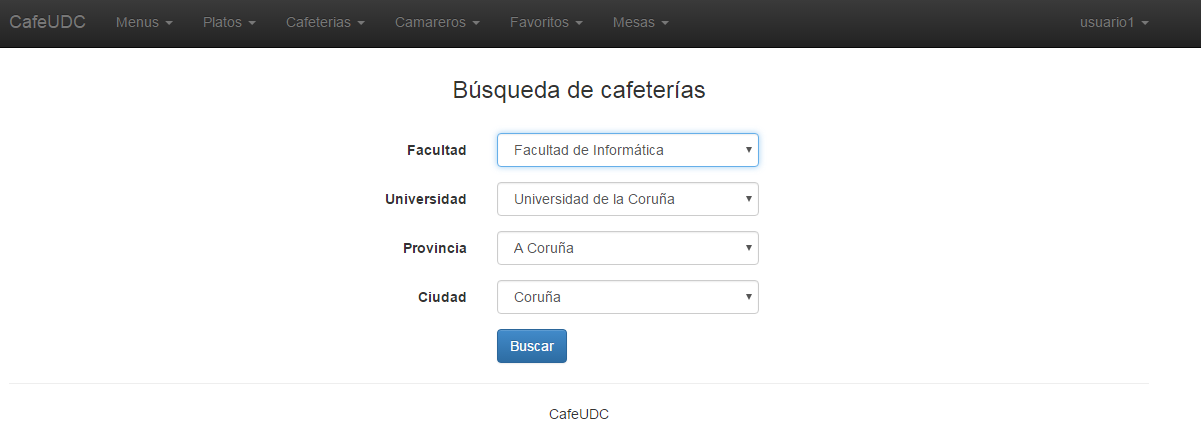 CafeUDC Menus Platos Cafeterias Camareros Favoritos Mesas usuario1
Búsqueda de cafeterías
Facultad Facultad de Informática
Universidad Universidad de la Coruña
Provincia A Coruña
Ciudad Coruña
Buscar
CafeUDC